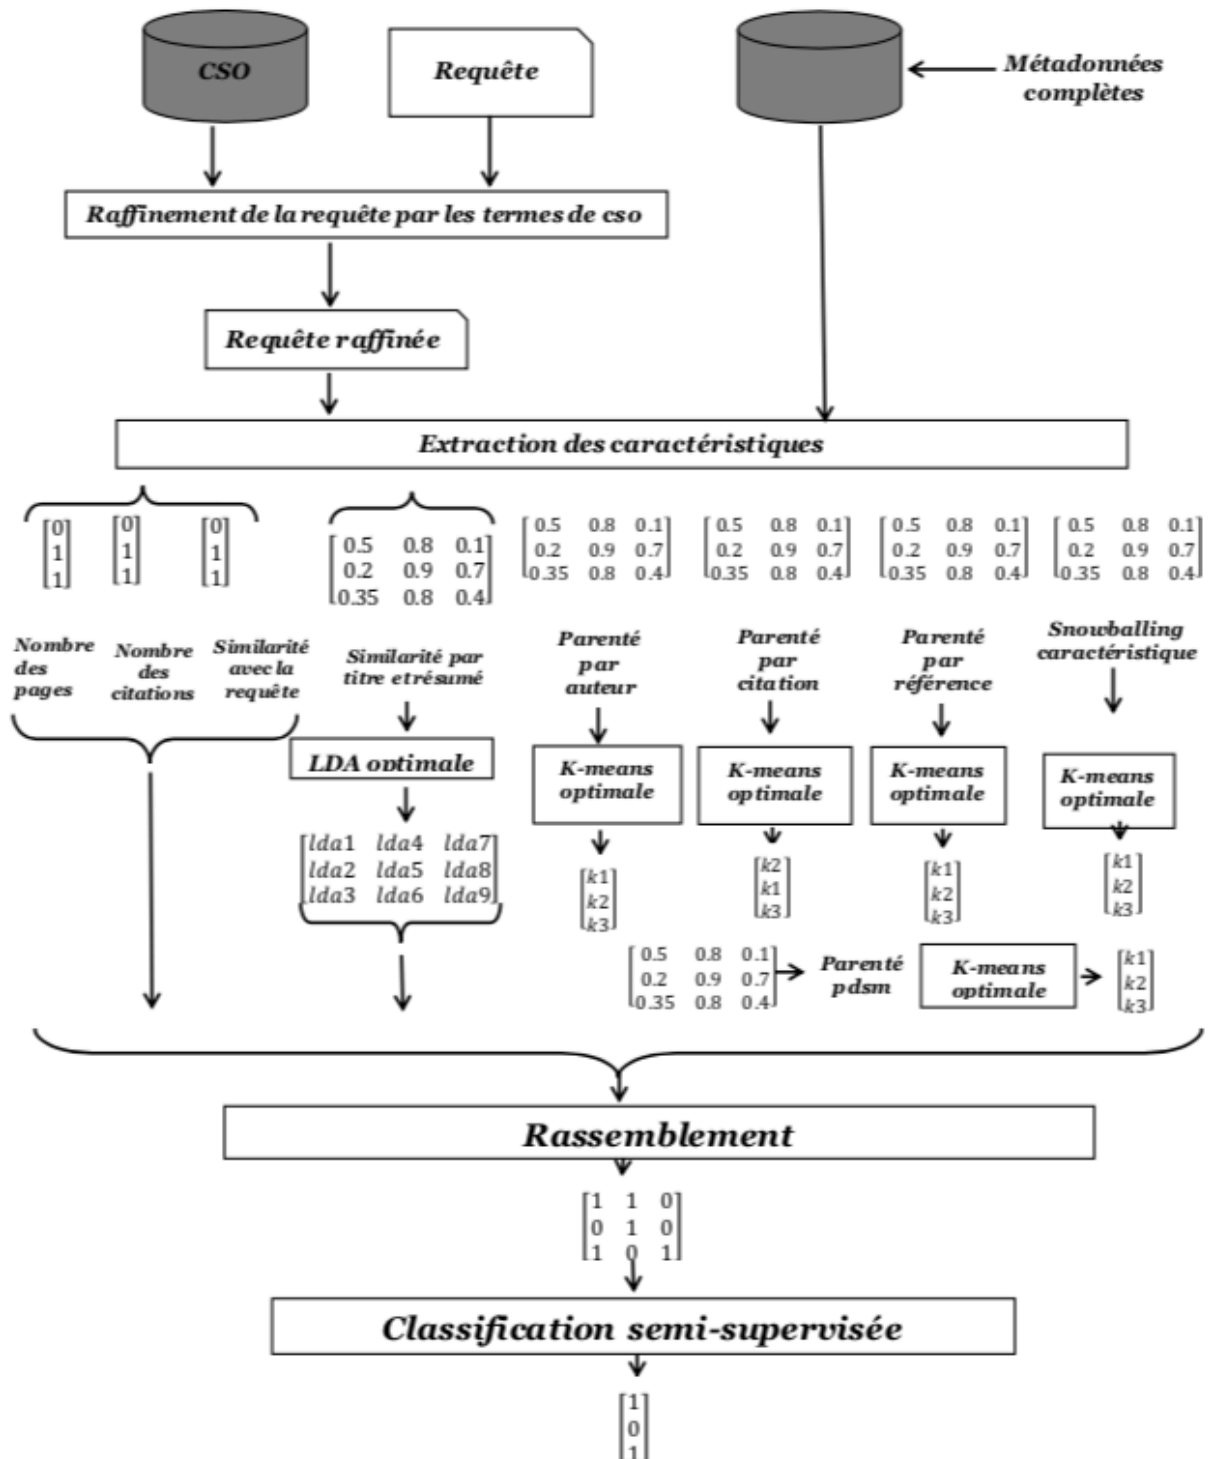 CSO
Requête
Métadonnées
complètes
Raffinement de la requête par les termes de cso
Requête raffinée
Extraction des caractéristiques
0 0 0
1 1 1
1 1 1
0.5 0.8 0.1
0.2 0.9 0.7
0.35 0.8 0.4
0.5 0.8 0.1
0.2 0.9 0.7
0.35 0.8 0.4
0.5 0.8 0.1
0.2 0.9 0.7
0.35 0.8 0.4
0.5 0.8 0.1
0.2 0.9 0.7
0.35 0.8 0.4
0.5 0.8 0.1
0.2 0.9 0.7
0.35 0.8 0.4
Nombre
des
pages
Nombre
des
citations
Similarité
avec la
requête
Similarité par
titre et résumé
Parenté
par
auteur
Parenté
par
citation
Parenté
par
référence
Snowballing
caractéristique
LDA optimale
K-means
optimale
K-means
optimale
K-means
optimale
K-means
optimale
lda1 lda4 lda7
lda2 lda5 lda8
lda3 lda6 lda9
k1
k2
k3
k2
k1
k3
k1
k2
k3
k1
k2
k3
0.5 0.8 0.1
0.2 0.9 0.7
0.35 0.8 0.4
Parenté
pdsm
K-means
optimale
k1
k2
k3
Rassemblement
1 1 0
0 1 0
1 0 1
Classification semi-supervisée
1
0
1